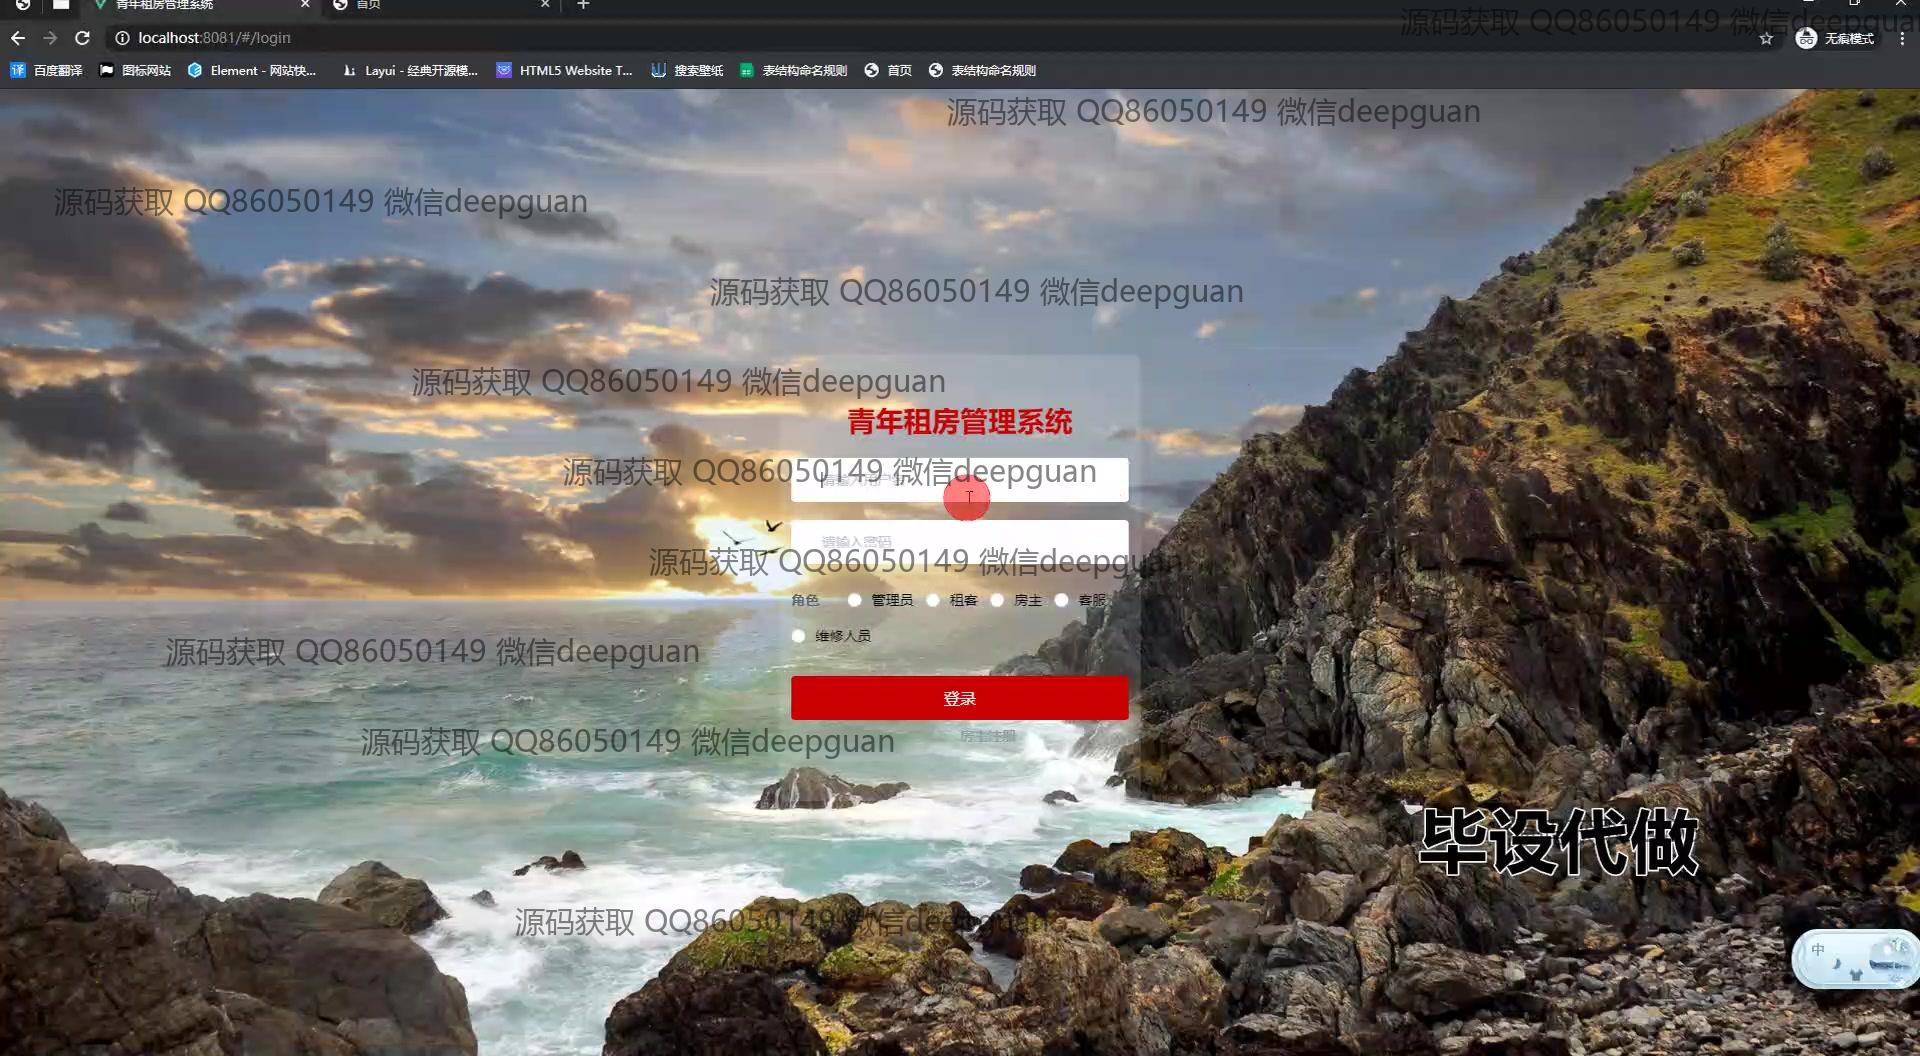 青年租房管理系统
首页
源码获取 QQ86050149 微信deepguan
localhost:8081/#/login
无痕模式
百度翻译
图标网站
Element - 网站快...
Layui - 经典开源模...
HTML5 Website T...
搜索壁纸
表结构命名规则
首页
表结构命名规则
源码获取 QQ86050149 微信deepguan
源码获取 QQ86050149 微信deepguan
源码获取 QQ86050149 微信deepguan
源码获取 QQ86050149 微信deepguan
青年租房管理系统
源码获取 QQ86050149 微信deepguan
请输入密码
源码获取 QQ86050149 微信deepguan
角色 管理员 租客 房主 客服
维修人员
源码获取 QQ86050149 微信deepguan
登录
房主注册
源码获取 QQ86050149 微信deepguan
毕设代做
源码获取 QQ86050149 微信deepguan
中